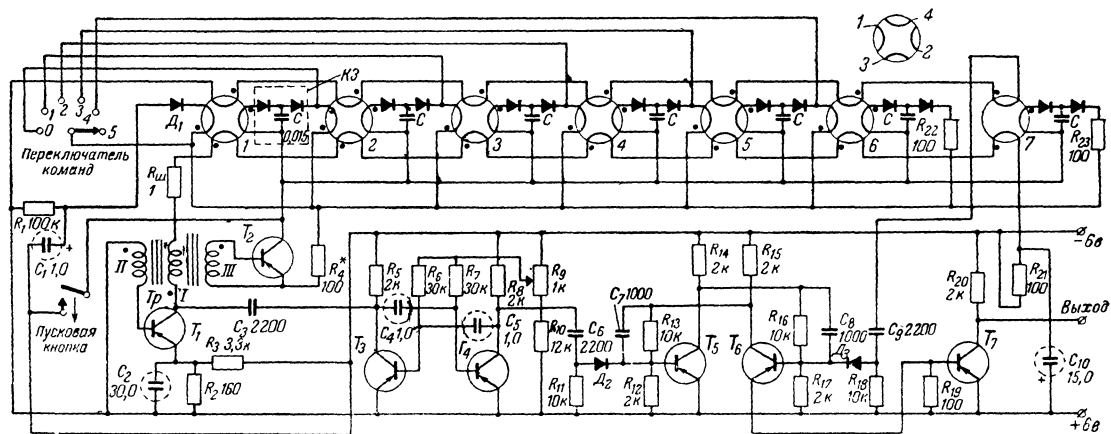 1 4
2
3
КЗ
1 2 3 4
0 5
Переключатель
команд
Д1
1 С 0,015 С 2 С 3 С 4 С 5 С 6 С 7 С
R22
100
R23
100
Rш
1
R1 100к
C1 1,0 +
II I III
Тр
T2
R4*
100
T1
Пусковая
кнопка
C2
30,0
R3 3,3к
R2 160
C3 2200
R5
2к
R6
30к
R7
30к
R8
2к
R9
1к
C4 1,0
C5
1,0
T3
T4
R10
12к
C6
2200
C7 1000
R13
10к
Д2
R11
10к
R12
2к
T5
T6
R14
2к
R15
2к
R16
10к
C8
1000
Д3
C9 2200
R17
2к
R18
10к
R19
100
T7
R20
2к
R21
100
C10
15,0
+
-6в
Выход
+6в